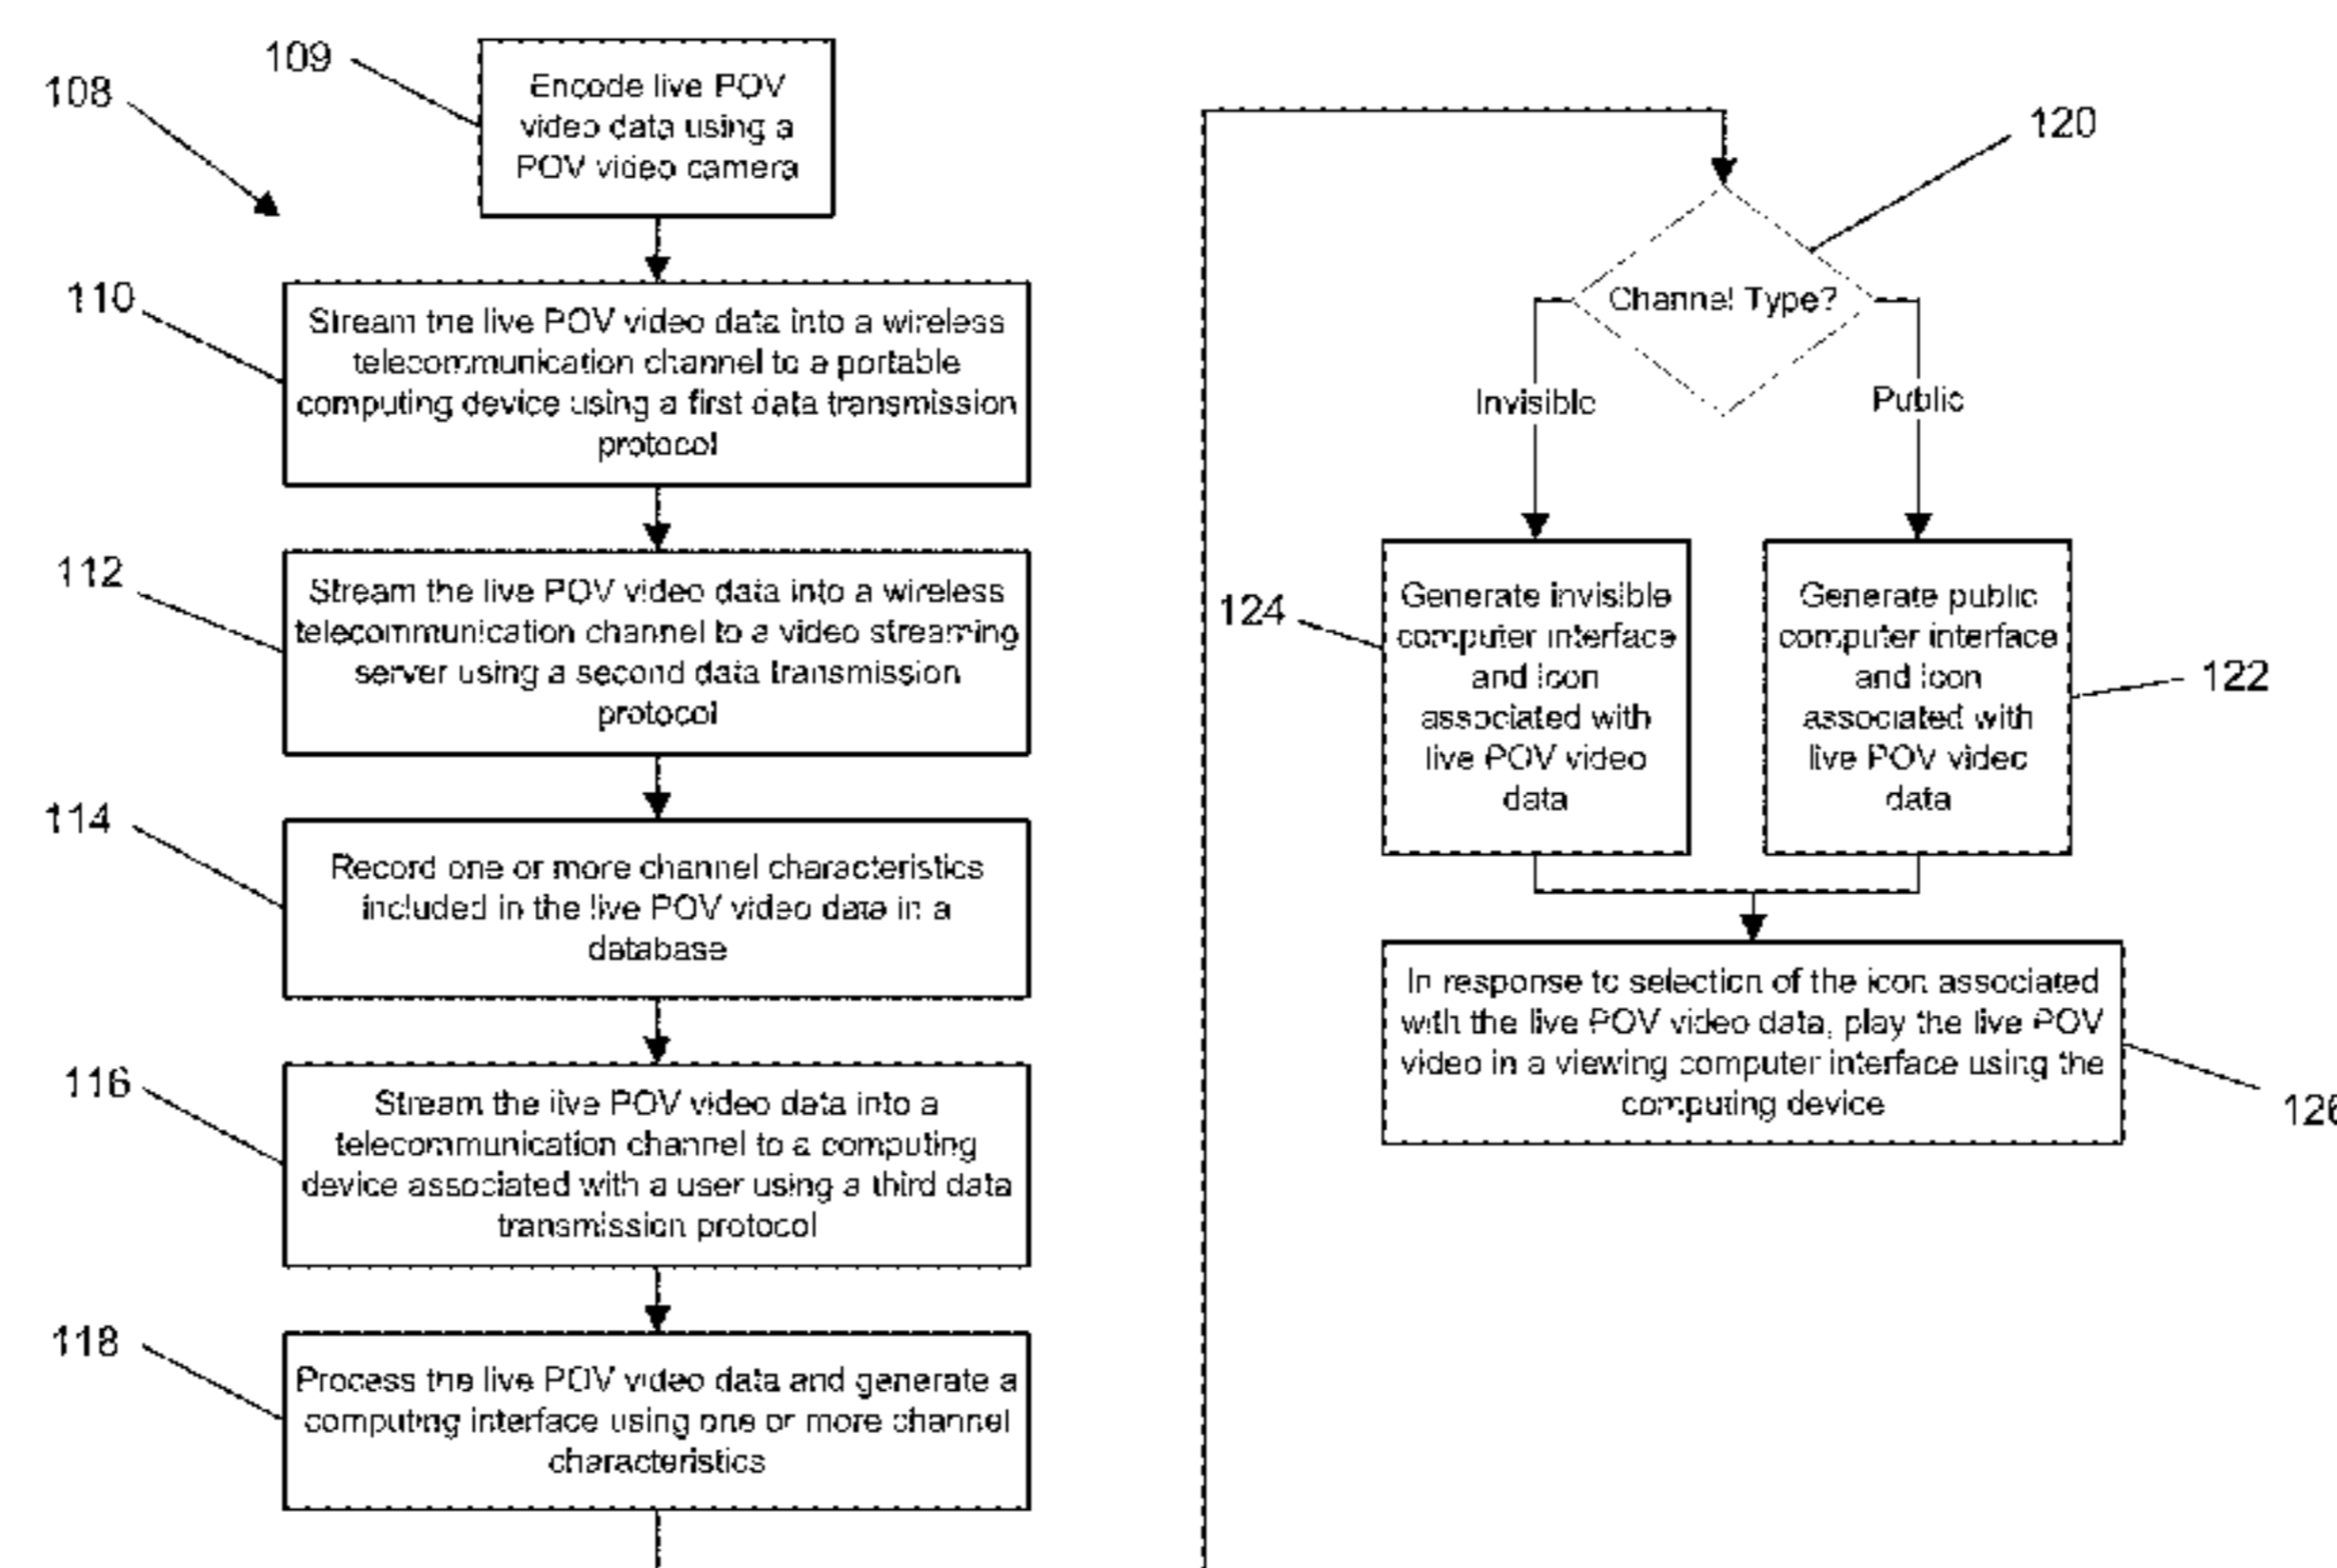 108
109
Encode live POV
video data using a
POV video camera
110
Stream the live POV video data into a wireless
telecommunication channel to a portable
computing device using a first data transmission
protocol
112
Stream the live POV video data into a wireless
telecommunication channel to a video streaming
server using a second data transmission
protocol
114
Record one or more channel characteristics
included in the live POV video data in a
database
116
Stream the live POV video data into a
telecommunication channel to a computing
device associated with a user using a third data
transmission protocol
118
Process the live POV video data and generate a
computing interface using one or more channel
characteristics
120
Channel Type?
Invisible
Public
124
Generate invisible
computer interface
and icon
associated with
live POV video
data
Generate public
computer interface
and icon
associated with
live POV video
data
122
In response to selection of the icon associated
with the live POV video data, play the live POV
video in a viewing computer interface using the
computing device
126